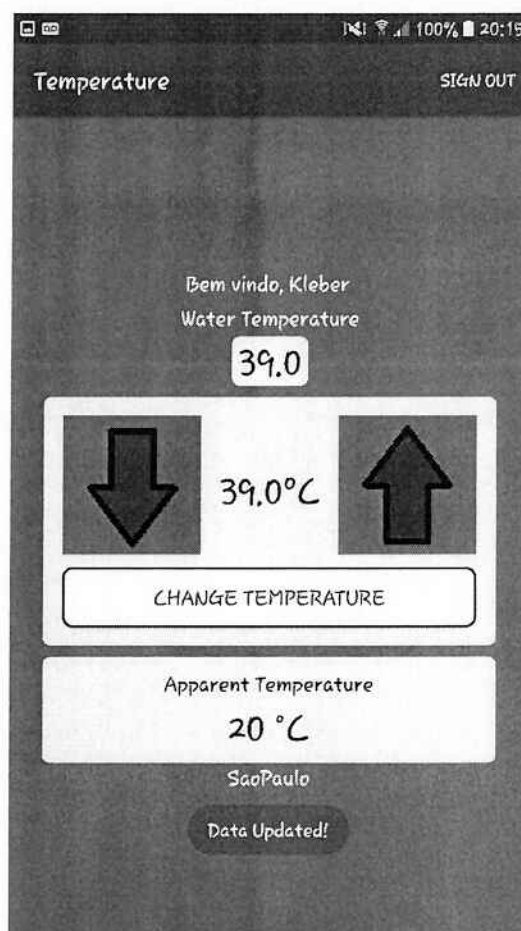 100% 20:15
Temperature SIGN OUT
Bem vindo, Kleber
Water Temperature
39.0
39.0°C
CHANGE TEMPERATURE
Apparent Temperature
20 °C
SaoPaulo
Data Updated!